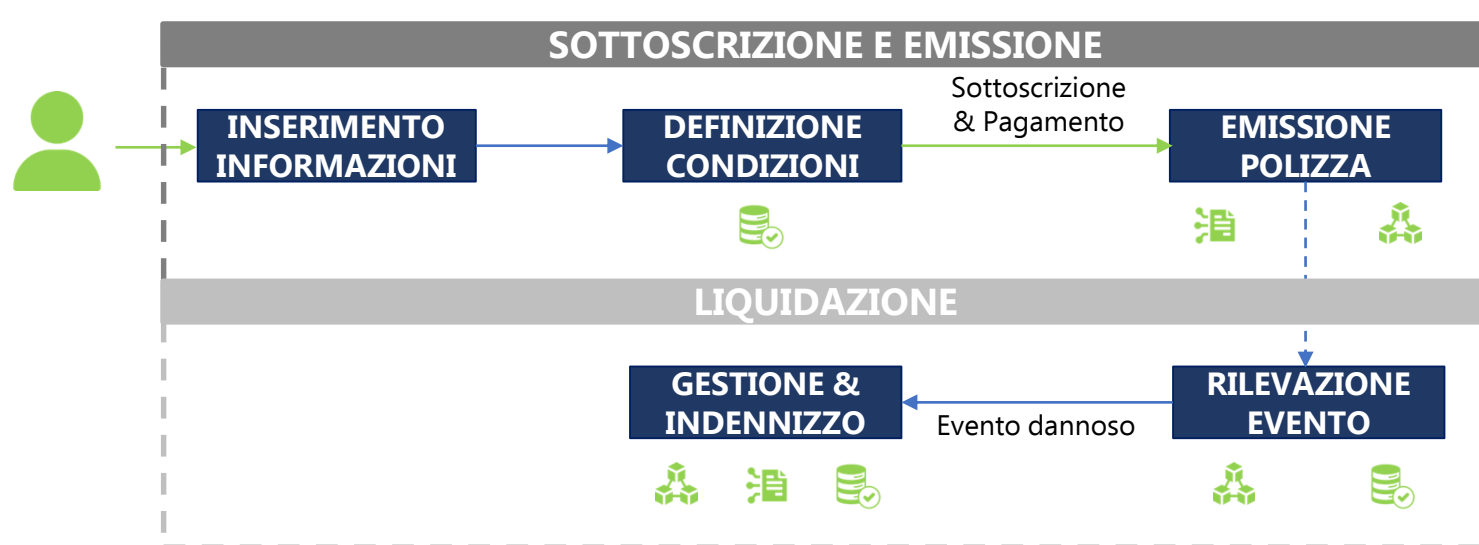 SOTTOSCRIZIONE E EMISSIONE
INSERIMENTO
INFORMAZIONI
DEFINIZIONE
CONDIZIONI
Sottoscrizione
& Pagamento
EMISSIONE
POLIZZA
LIQUIDAZIONE
GESTIONE &
INDENNIZZO
Evento dannoso
RILEVAZIONE
EVENTO